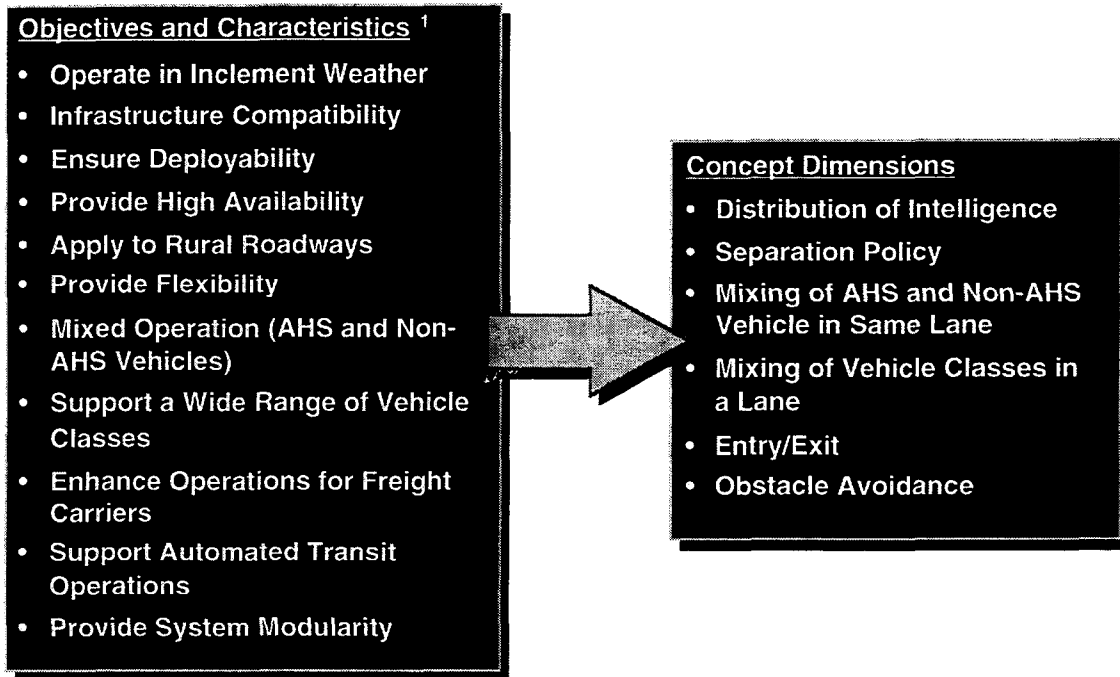 Objectives and Characteristics 1
• Operate in Inclement Weather
• Infrastructure Compatibility
• Ensure Deployability
• Provide High Availability
• Apply to Rural Roadways
• Provide Flexibility
• Mixed Operation (AHS and Non-
AHS Vehicles)
• Support a Wide Range of Vehicle
Classes
• Enhance Operations for Freight
Carriers
• Support Automated Transit
Operations
• Provide System Modularity
Concept Dimensions
• Distribution of Intelligence
• Separation Policy
• Mixing of AHS and Non-AHS
Vehicle in Same Lane
• Mixing of Vehicle Classes in
a Lane
• Entry/Exit
• Obstacle Avoidance